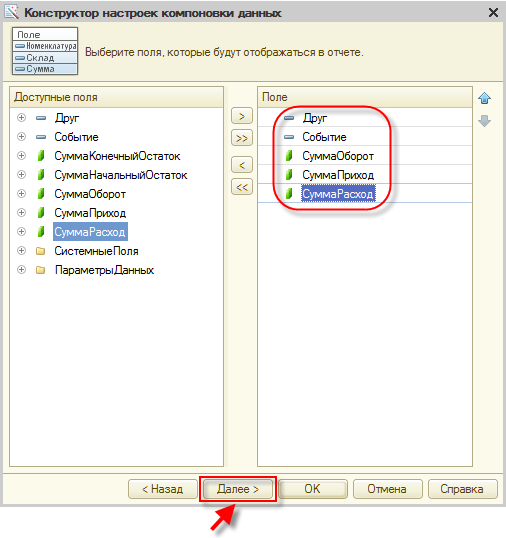 Конструктор настроек компоновки данных
Поле
Номенклатура
Склад
Сумма
Выберите поля, которые будут отображаться в отчете.
Доступные поля
Друг
Событие
СуммаКонечныйОстаток
СуммаНачальныйОстаток
СуммаОборот
СуммаПриход
СуммаРасход
СистемныеПоля
ПараметрыДанных
>
>>
<
<<
Поле
Друг
Событие
СуммаОборот
СуммаПриход
СуммаРасход
< Назад
Далее >
OK
Отмена
Справка